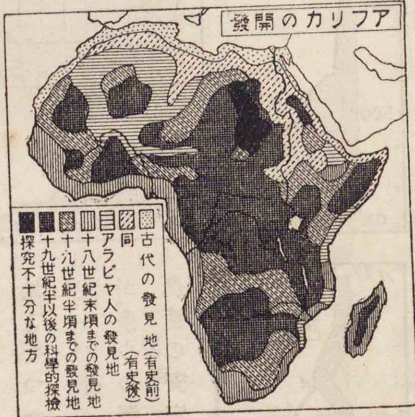 アフリカの開發
古代の發見地(有史前)
同(有史後)
アラビヤ人の發見地
十八世紀末頃までの發見地
十九世紀半頃までの發見地
十九世紀半以後の科學的探檢
探究不十分な地方